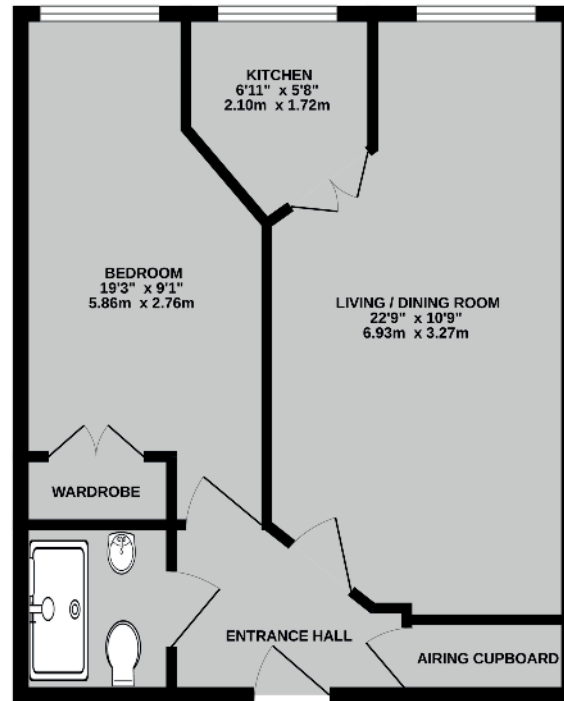 KITCHEN
6'11" x 5'8"
2.10m x 1.72m
BEDROOM
19'3" x 9'1"
5.86m x 2.76m
LIVING / DINING ROOM
22'9" x 10'9"
6.93m x 3.27m
WARDROBE
ENTRANCE HALL
AIRING CUPBOARD